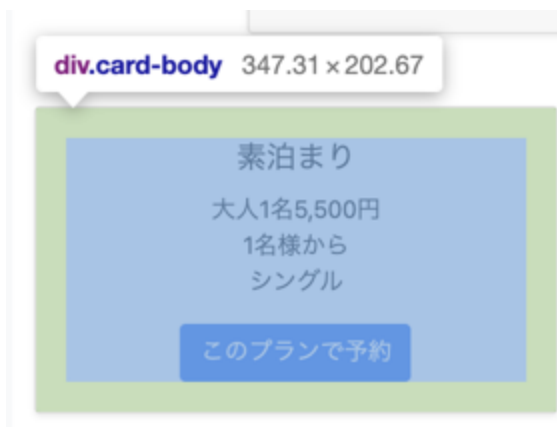 div.card-body 347.31 × 202.67
素泊まり
大人1名5,500円
1名様から
シングル
このプランで予約